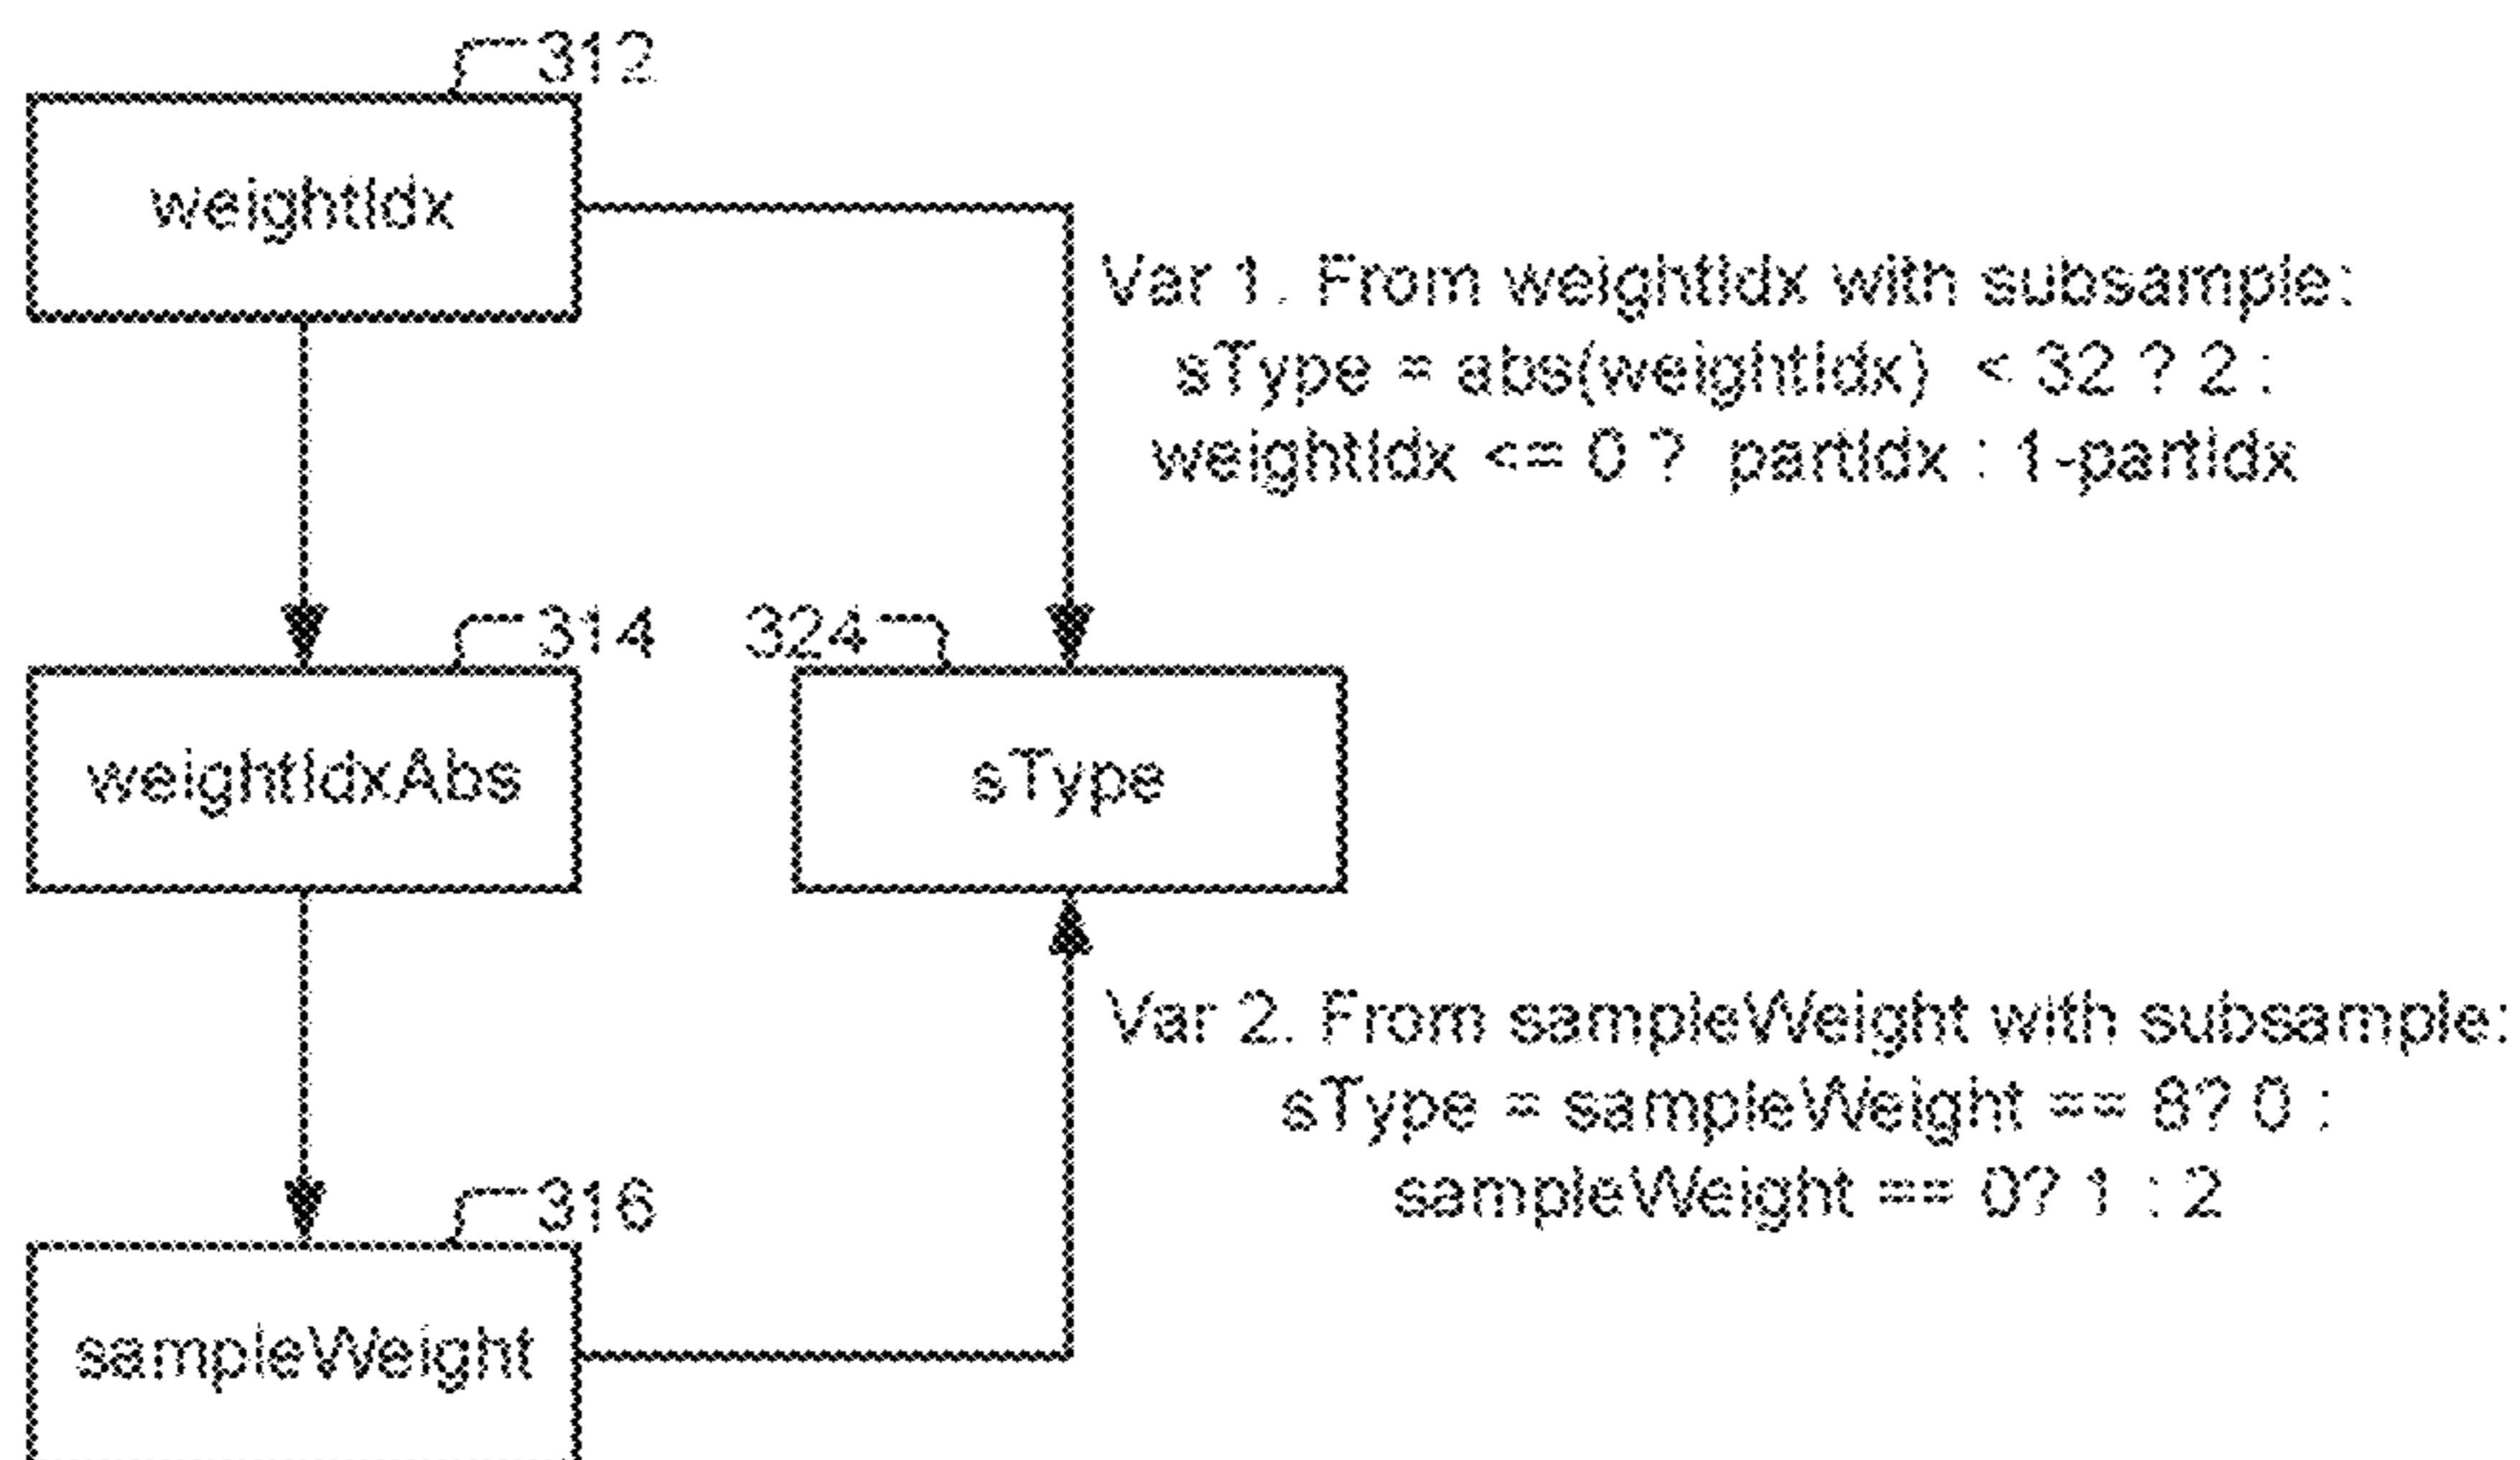 312
weightIdx
Var 1. From weightIdx with subsample:
sType = abs(weightIdx) < 32 ? 2 :
weightIdx <= 0 ? partIdx : 1-partIdx
314
324
weightIdxAbs
sType
Var 2. From sampleWeight with subsample:
sType = sampleWeight == 8? 0 :
sampleWeight == 0? 1 : 2
316
sampleWeight